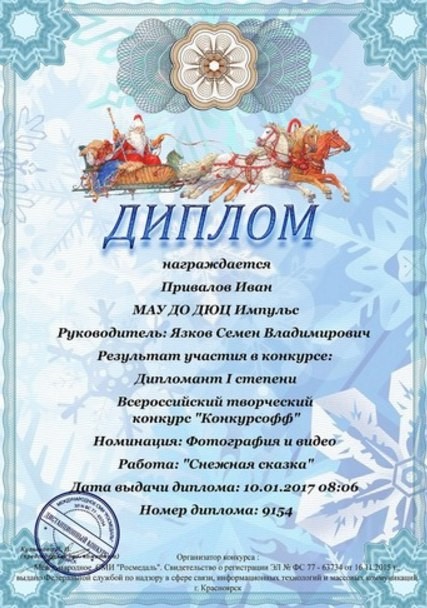 ДИПЛОМ
награждается
Привалов Иван
МАУ ДО ДЮЦ Импульс
Руководитель: Язков Семен Владимирович
Результат участия в конкурсе:
Дипломант I степени
Всероссийский творческий
конкурс "Конкурсофф"
Номинация: Фотография и видео
Работа: "Снежная сказка"
Дата выдачи диплома: 10.01.2017 08:06
Номер диплома: 9154
Организатор конкурса :
СМИ "Росмедаль". Свидетельство о регистрации ЭЛ № ФС 77 - 63734 от 16.11.2015 г.,
выдано Федеральной службой по надзору в сфере связи, информационных технологий и массовых коммуникаций
г. Красноярск